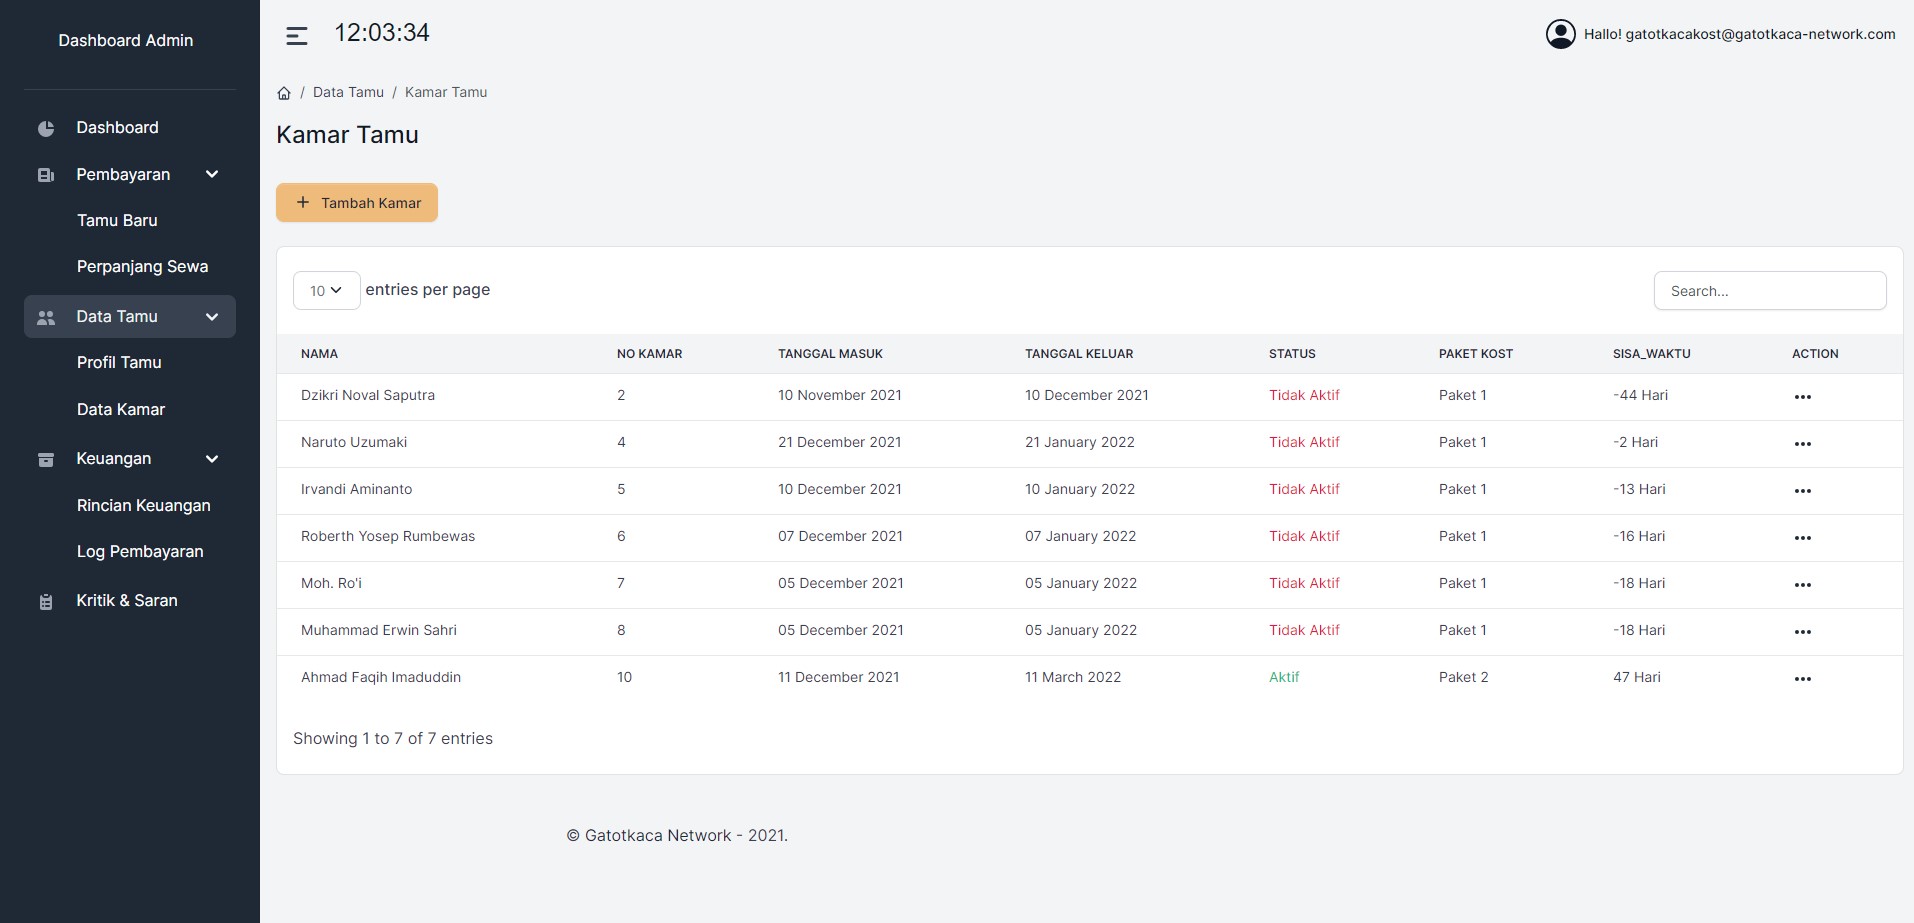 Dashboard Admin
12:03:34
Hallo! gatotkacakost@gatotkaca-network.com
Dashboard
Pembayaran
Tamu Baru
Perpanjang Sewa
Data Tamu
Profil Tamu
Data Kamar
Keuangan
Rincian Keuangan
Log Pembayaran
Kritik & Saran
/ Data Tamu / Kamar Tamu
Kamar Tamu
+ Tambah Kamar
10 entries per page
Search...
NAMA NO KAMAR TANGGAL MASUK TANGGAL KELUAR STATUS PAKET KOST SISA_WAKTU ACTION
Dzikri Noval Saputra 2 10 November 2021 10 December 2021 Tidak Aktif Paket 1 -44 Hari
Naruto Uzumaki 4 21 December 2021 21 January 2022 Tidak Aktif Paket 1 -2 Hari
Irvandi Aminanto 5 10 December 2021 10 January 2022 Tidak Aktif Paket 1 -13 Hari
Roberth Yosep Rumbewas 6 07 December 2021 07 January 2022 Tidak Aktif Paket 1 -16 Hari
Moh. Ro'i 7 05 December 2021 05 January 2022 Tidak Aktif Paket 1 -18 Hari
Muhammad Erwin Sahri 8 05 December 2021 05 January 2022 Tidak Aktif Paket 1 -18 Hari
Ahmad Faqih Imaduddin 10 11 December 2021 11 March 2022 Aktif Paket 2 47 Hari
Showing 1 to 7 of 7 entries
© Gatotkaca Network - 2021.